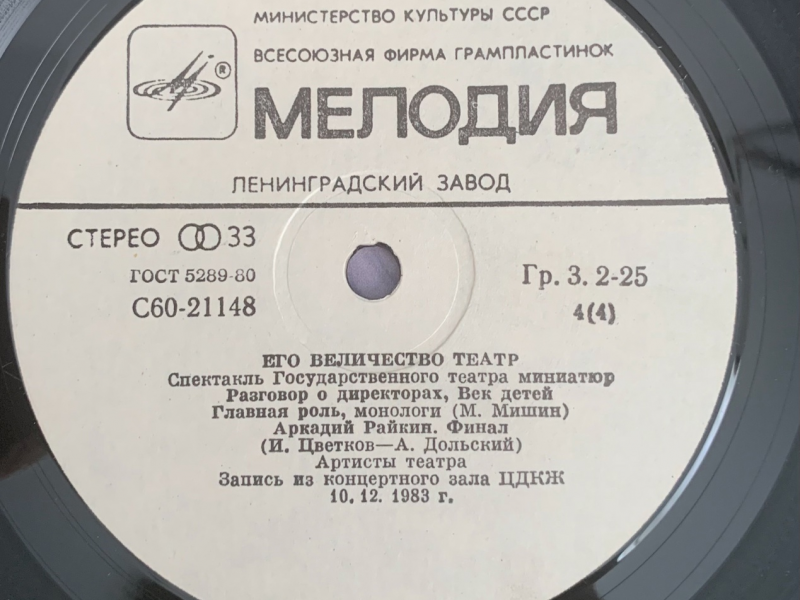 МИНИСТЕРСТВО КУЛЬТУРЫ СССР
ВСЕСОЮЗНАЯ ФИРМА ГРАМПЛАСТИНОК
®
МЕЛОДИЯ
ЛЕНИНГРАДСКИЙ ЗАВОД
СТЕРЕО 33
ГОСТ 5289-80
С60-21148
Гр. 3. 2-25
4(4)
ЕГО ВЕЛИЧЕСТВО ТЕАТР
Спектакль Государственного театра миниатюр
Разговор о директорах, Век детей
Главная роль, монологи (М. Мишин)
Аркадий Райкин. Финал
(И. Цветков—А. Дольский)
Артисты театра
Запись из концертного зала ЦДКЖ
10. 12. 1983 г.